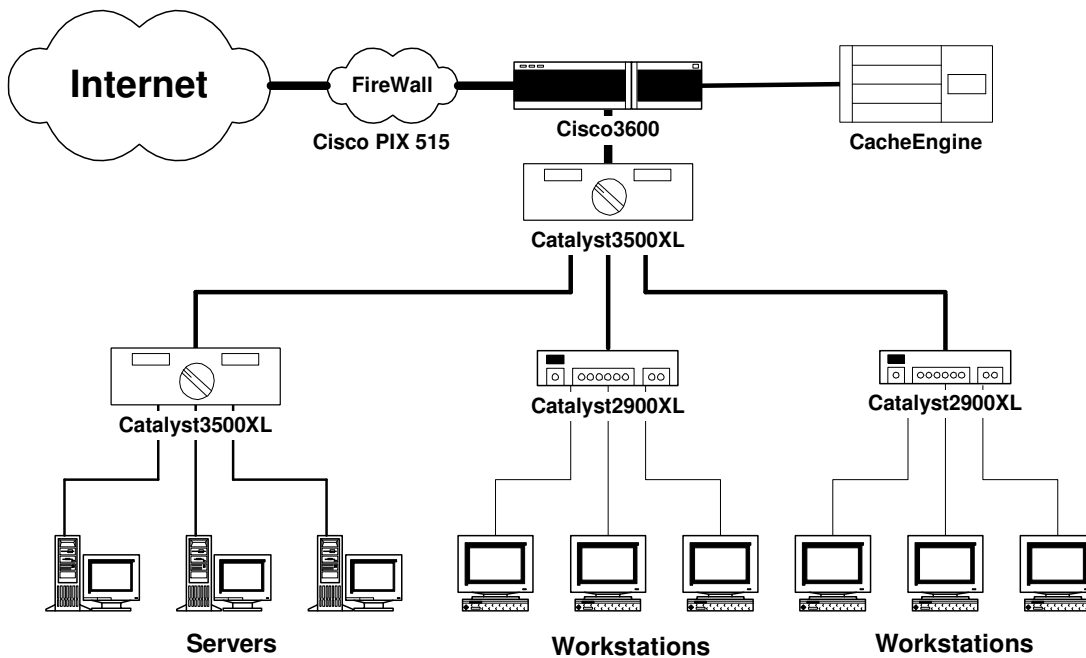 Internet
FireWall
Cisco PIX 515
Cisco3600
CacheEngine
Catalyst3500XL
Catalyst3500XL
Catalyst2900XL
Catalyst2900XL
Servers
Workstations
Workstations